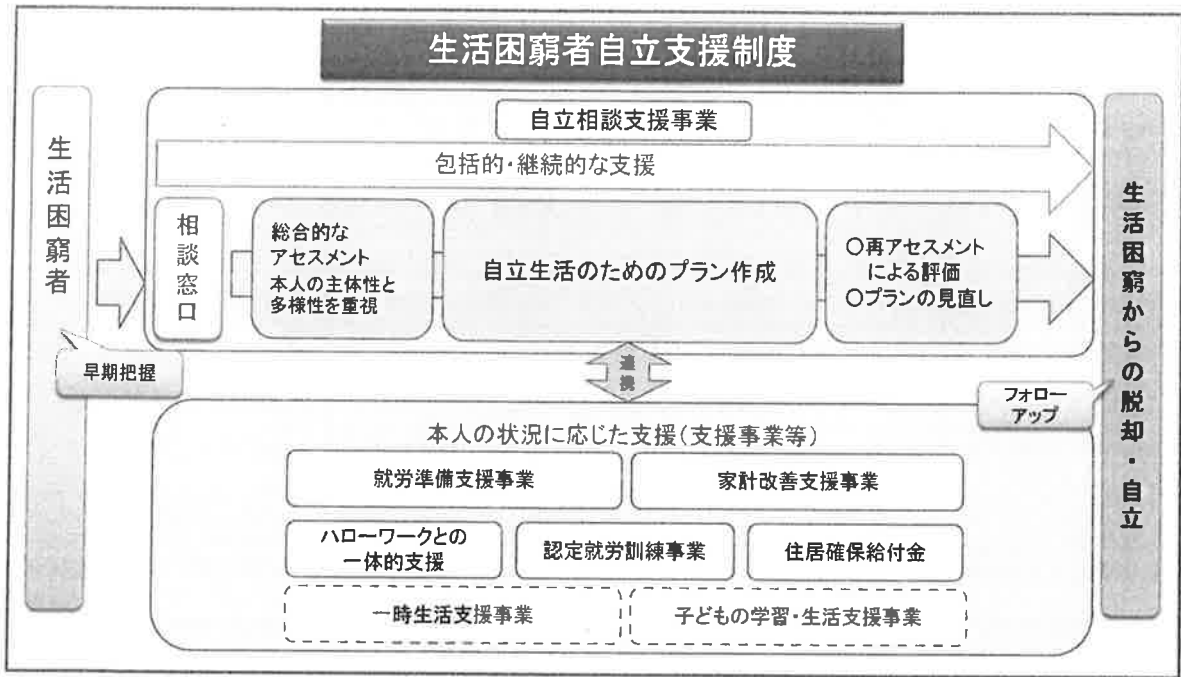 生活困窮者自立支援制度
生活困窮者
早期把握
自立相談支援事業
包括的・継続的な支援
相談窓口
総合的な
アセスメント
本人の主体性と
多様性を重視
自立生活のためのプラン作成
○再アセスメント
による評価
○プランの見直し
連携
本人の状況に応じた支援(支援事業等)
就労準備支援事業
家計改善支援事業
ハローワークとの
一体的支援
認定就労訓練事業
住居確保給付金
一時生活支援事業
子どもの学習・生活支援事業
フォロー
アップ
生活困窮からの脱却・自立